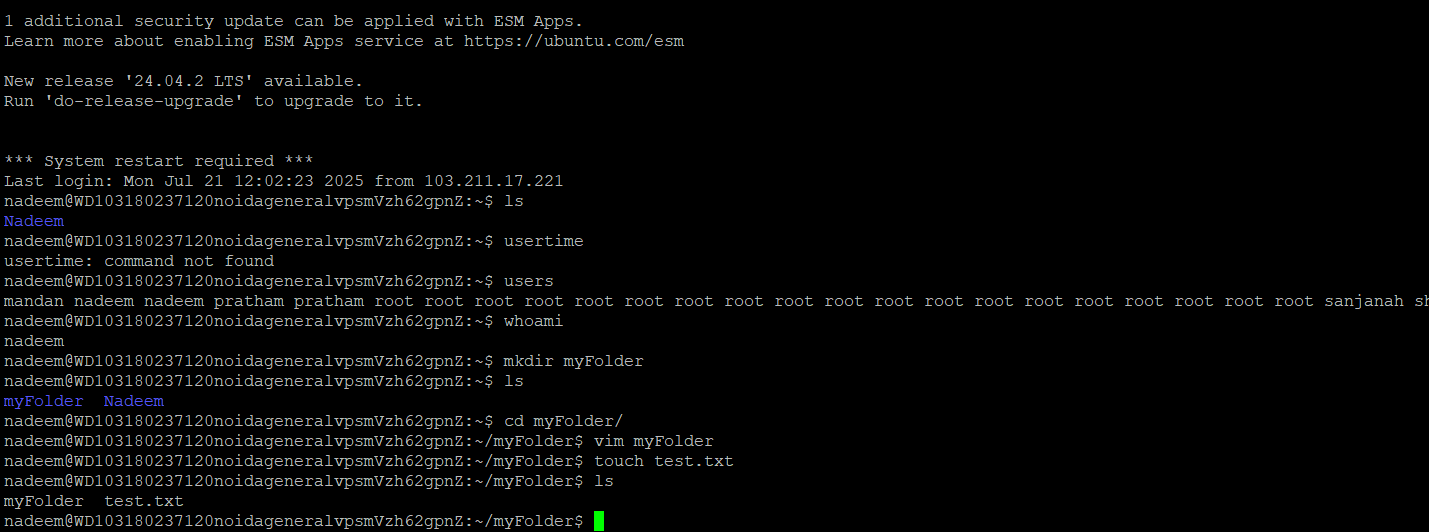 1 additional security update can be applied with ESM Apps.
Learn more about enabling ESM Apps service at https://ubuntu.com/esm
New release '24.04.2 LTS' available.
Run 'do-release-upgrade' to upgrade to it.
*** System restart required ***
Last login: Mon Jul 21 12:02:23 2025 from 103.211.17.221
nadeem@WD103180237120noidageneralvpsmVzh62gpnZ:~$ ls
Nadeem
nadeem@WD103180237120noidageneralvpsmVzh62gpnZ:~$ usertime
usertime: command not found
nadeem@WD103180237120noidageneralvpsmVzh62gpnZ:~$ users
mandan nadeem nadeem pratham pratham root root root root root root root root root root root root root root root root root root root sanjanah
nadeem@WD103180237120noidageneralvpsmVzh62gpnZ:~$ whoami
nadeem
nadeem@WD103180237120noidageneralvpsmVzh62gpnZ:~$ mkdir myFolder
nadeem@WD103180237120noidageneralvpsmVzh62gpnZ:~$ ls
myFolder  Nadeem
nadeem@WD103180237120noidageneralvpsmVzh62gpnZ:~$ cd myFolder/
nadeem@WD103180237120noidageneralvpsmVzh62gpnZ:~/myFolder$ vim myFolder
nadeem@WD103180237120noidageneralvpsmVzh62gpnZ:~/myFolder$ touch test.txt
nadeem@WD103180237120noidageneralvpsmVzh62gpnZ:~/myFolder$ ls
myFolder  test.txt
nadeem@WD103180237120noidageneralvpsmVzh62gpnZ:~/myFolder$